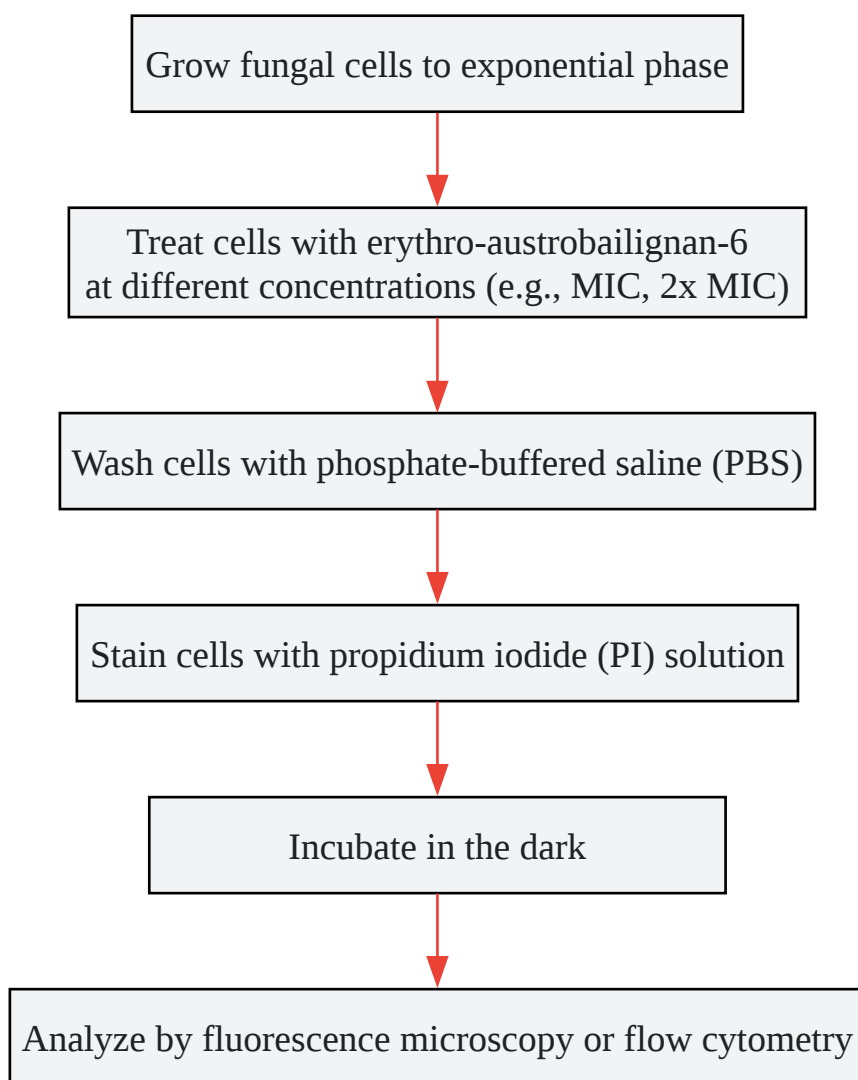 Grow fungal cells to exponential phase
Treat cells with erythro-austrobailignan-6
at different concentrations (e.g., MIC, 2x MIC)
Wash cells with phosphate-buffered saline (PBS)
Stain cells with propidium iodide (PI) solution
Incubate in the dark
Analyze by fluorescence microscopy or flow cytometry